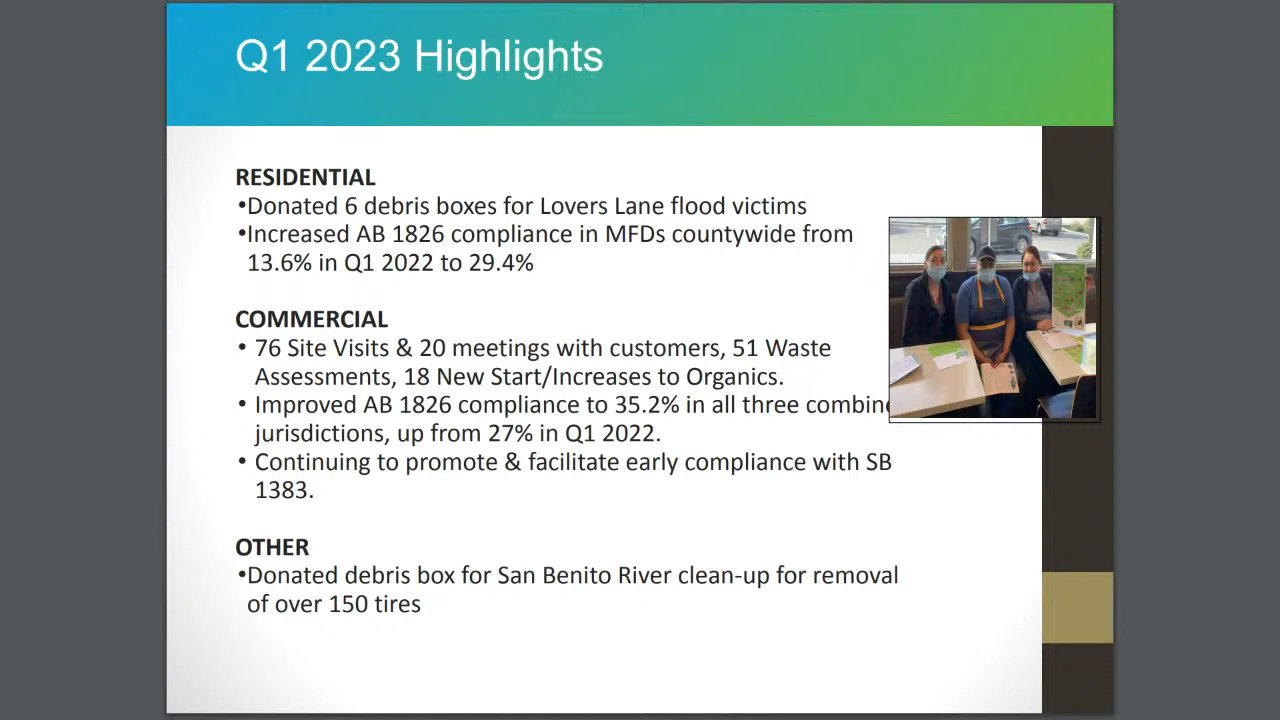 Q1 2023 Highlights
RESIDENTIAL
•Donated 6 debris boxes for Lovers Lane flood victims
•Increased AB 1826 compliance in MFDs countywide from
13.6% in Q1 2022 to 29.4%
COMMERCIAL
• 76 Site Visits & 20 meetings with customers, 51 Waste
Assessments, 18 New Start/Increases to Organics.
• Improved AB 1826 compliance to 35.2% in all three combine
jurisdictions, up from 27% in Q1 2022.
• Continuing to promote & facilitate early compliance with SB
1383.
OTHER
•Donated debris box for San Benito River clean-up for removal
of over 150 tires